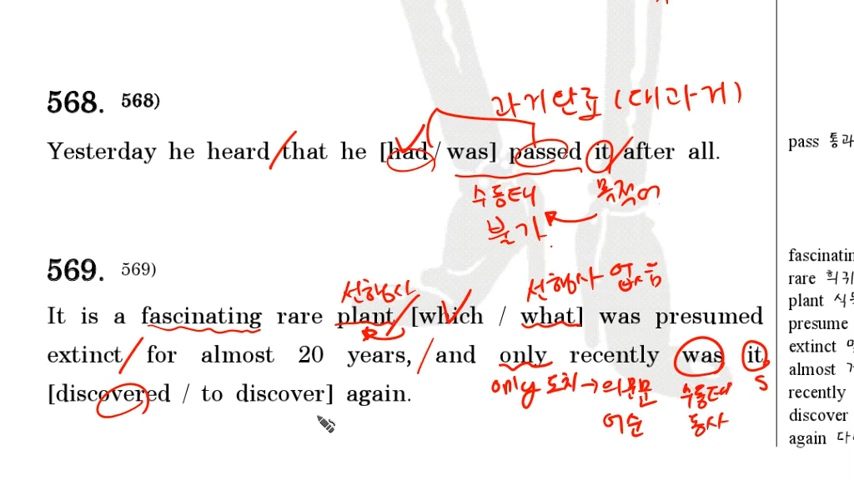 과거완료 (대과거)
568. 568)
Yesterday he heard that he [had / was] passed it after all.
수동태 목적어
불가
선행사 선행사 없음
569. 569)
It is a fascinating rare plant [which / what] was presumed
extinct for almost 20 years, and only recently was it
only 도치→의문문 수동태 S
어순 동사
[discovered / to discover] again.
pass 통과
fascinatin
rare 희귀
plant
presume
extinct
almost
recently
discover
again 다